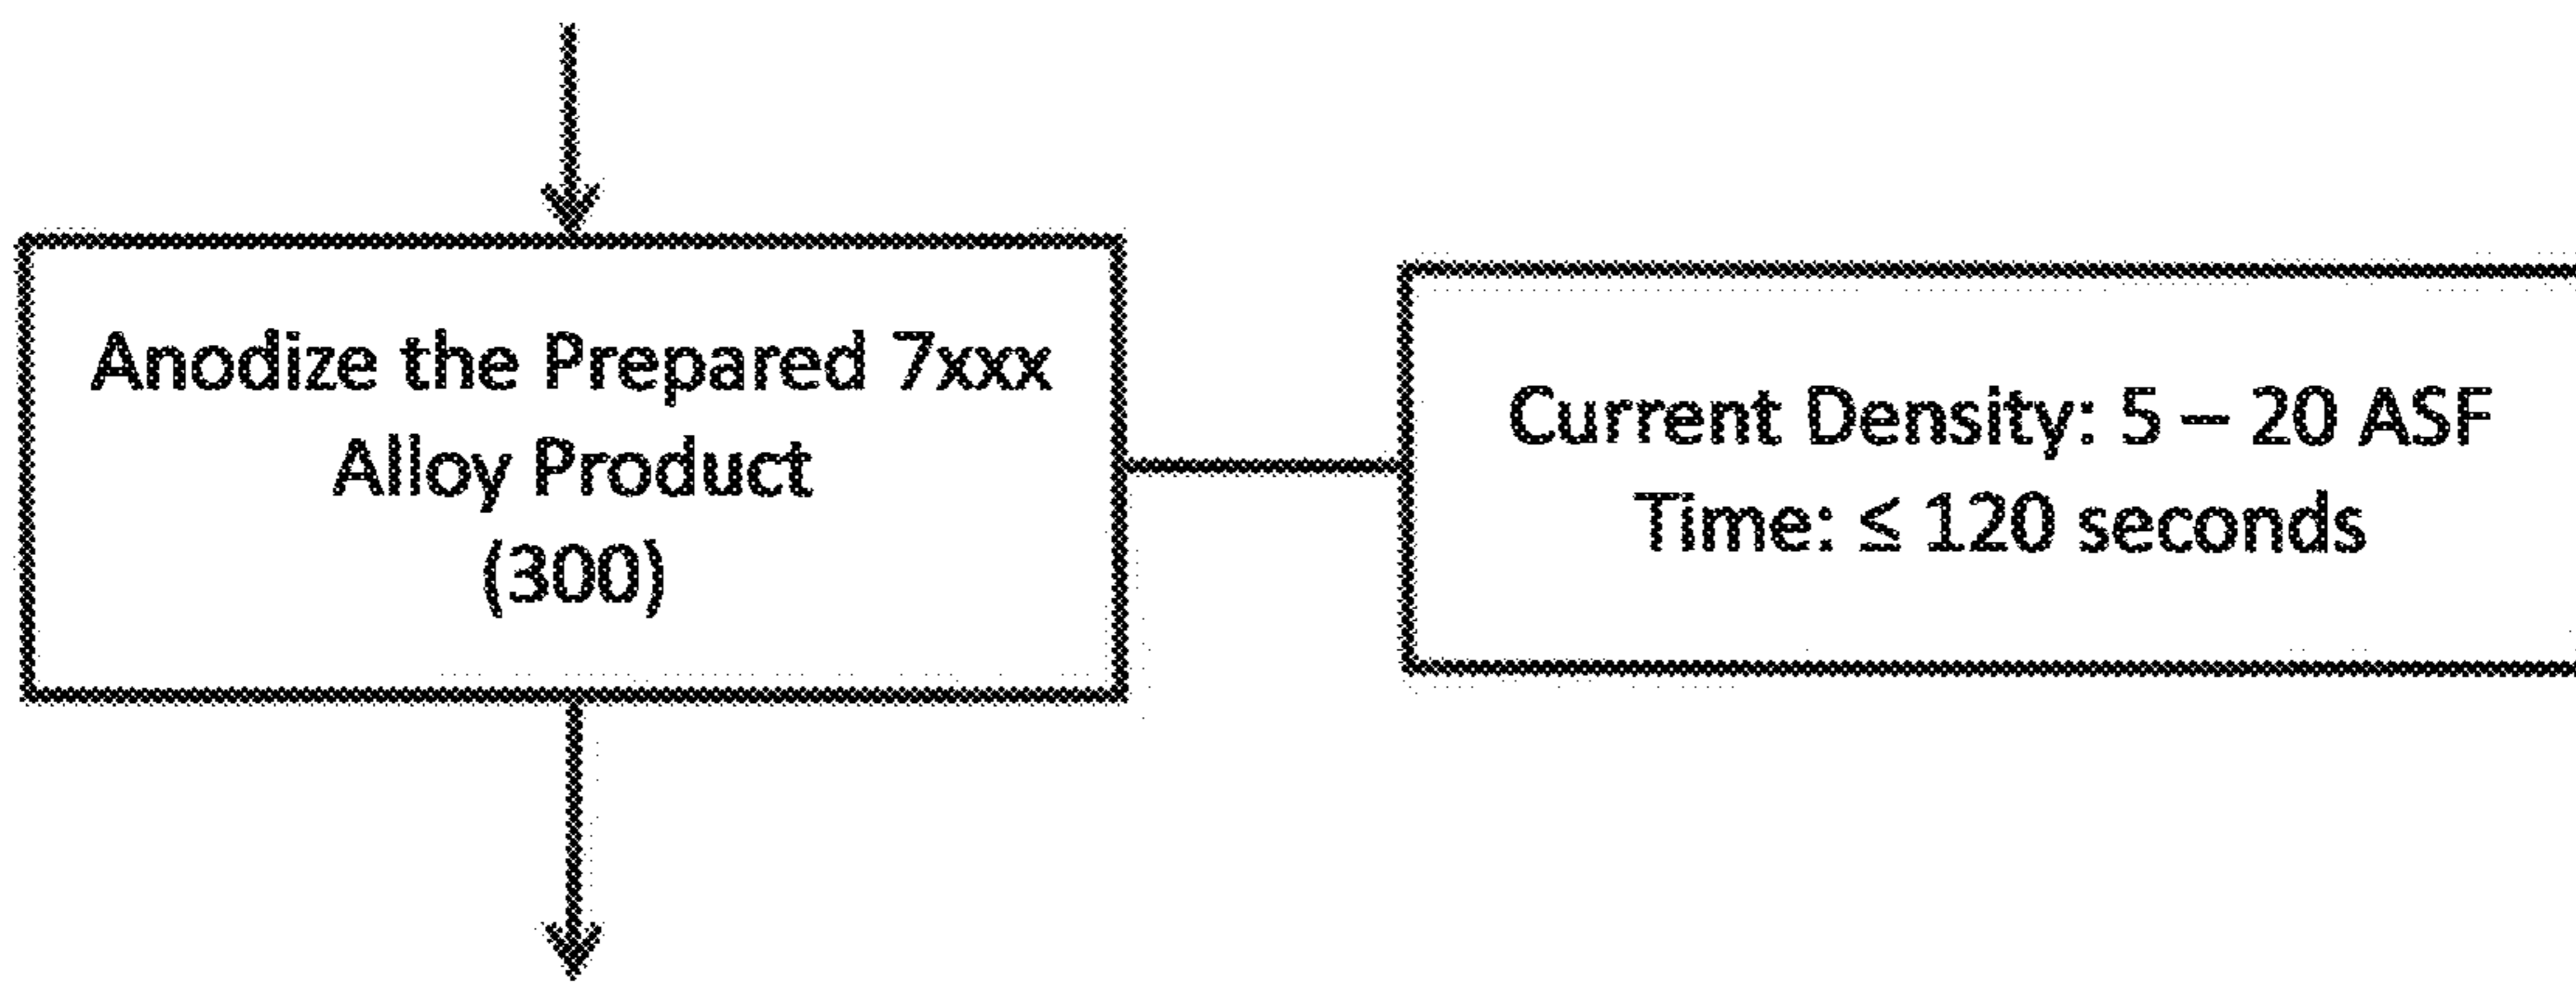 Anodize the Prepared 7xxx
Alloy Product
(300)
Current Density: 5 – 20 ASF
Time: ≤ 120 seconds